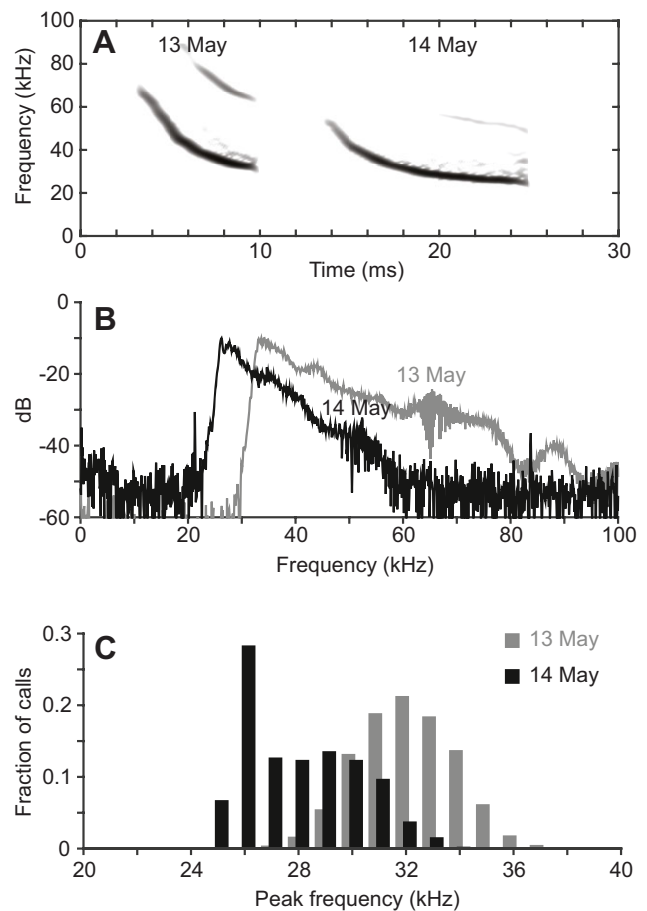 A
13 May
14 May
100
80
60
40
20
0
Frequency (kHz)
0 10 20 30
Time (ms)
B
0
-20
-40
-60
dB
13 May
14 May
0 20 40 60 80 100
Frequency (kHz)
C
13 May
14 May
0.3
0.2
0.1
0
Fraction of calls
20 24 28 32 36 40
Peak frequency (kHz)